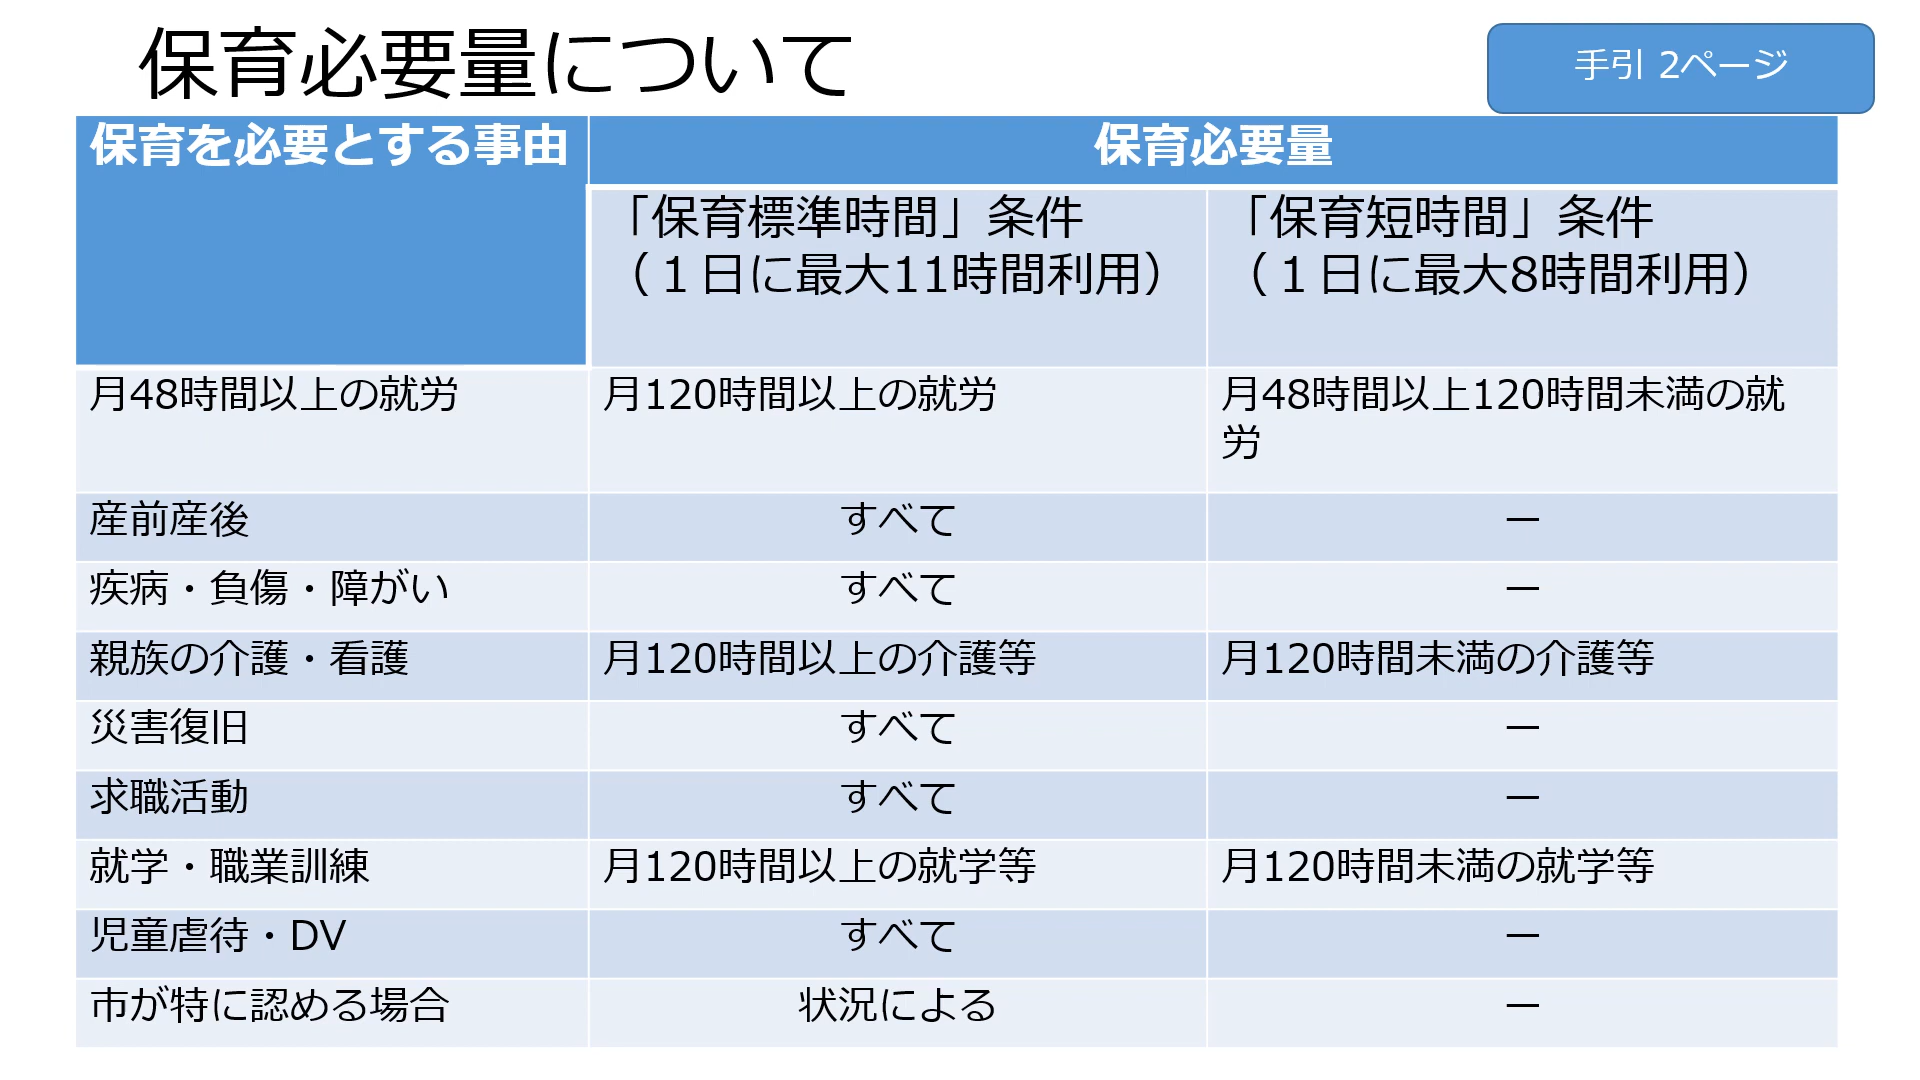 保育必要量について
手引 2ページ
保育を必要とする事由
保育必要量
「保育標準時間」条件
（１日に最大11時間利用）
「保育短時間」条件
（１日に最大8時間利用）
月48時間以上の就労
月120時間以上の就労
月48時間以上120時間未満の就
労
産前産後
すべて
ー
疾病・負傷・障がい
すべて
ー
親族の介護・看護
月120時間以上の介護等
月120時間未満の介護等
災害復旧
すべて
ー
求職活動
すべて
ー
就学・職業訓練
月120時間以上の就学等
月120時間未満の就学等
児童虐待・DV
すべて
ー
市が特に認める場合
状況による
ー